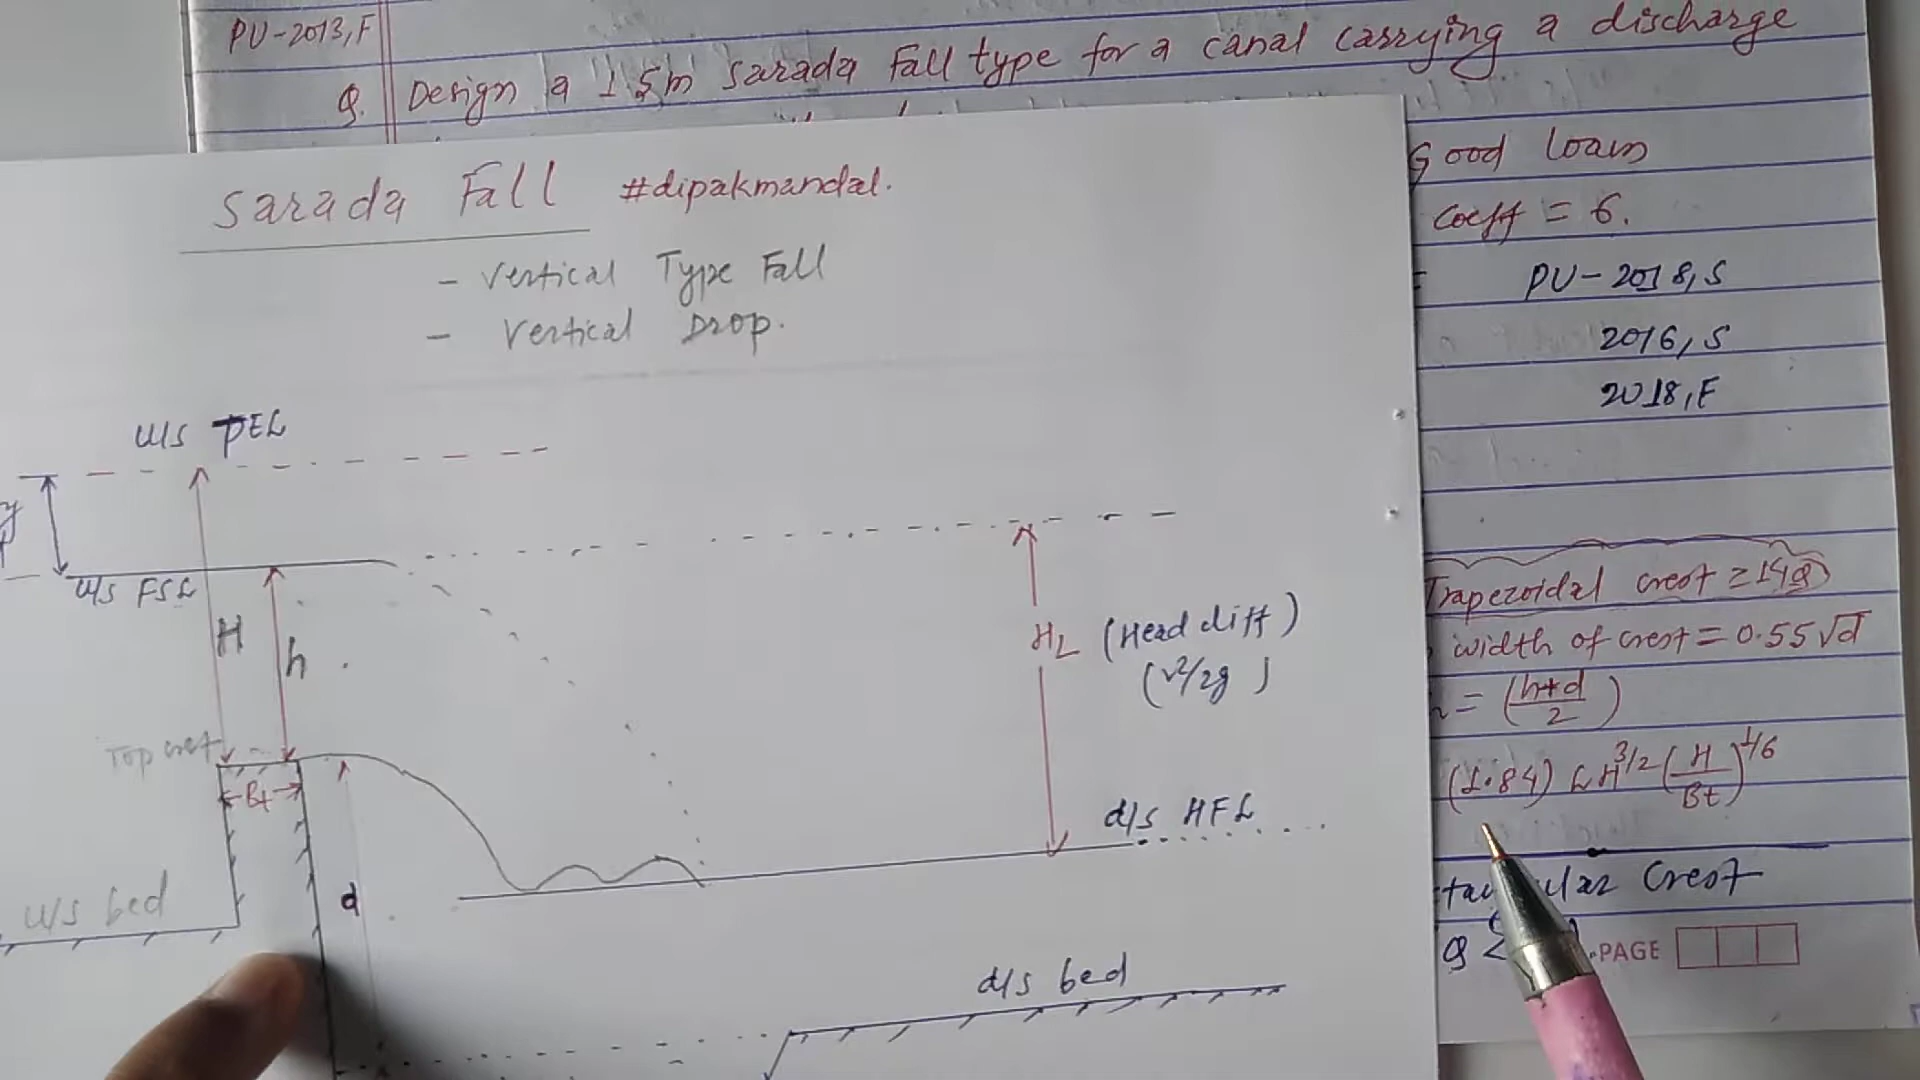 PU-2013,F
Q. Design a 1.5m Sarada Fall type for a canal carrying a discharge
Good loam
Coeff = 6.
PU-2018,S
2016,S
2018,F
Sarada Fall #dipakmandal.
- Vertical Type Fall
- Vertical Drop.
U/S TEL
U/S FSL
H
h
HL (Head diff)
(v²/2g)
Top crest
Bt
d/s HFL
U/S bed
d
d/s bed
Trapezoidal crest ≥ 14
width of crest = 0.55√d
= (h+d/2)
(1.84) LH^3/2 (H/Bt)^1/6
Crest
PAGE